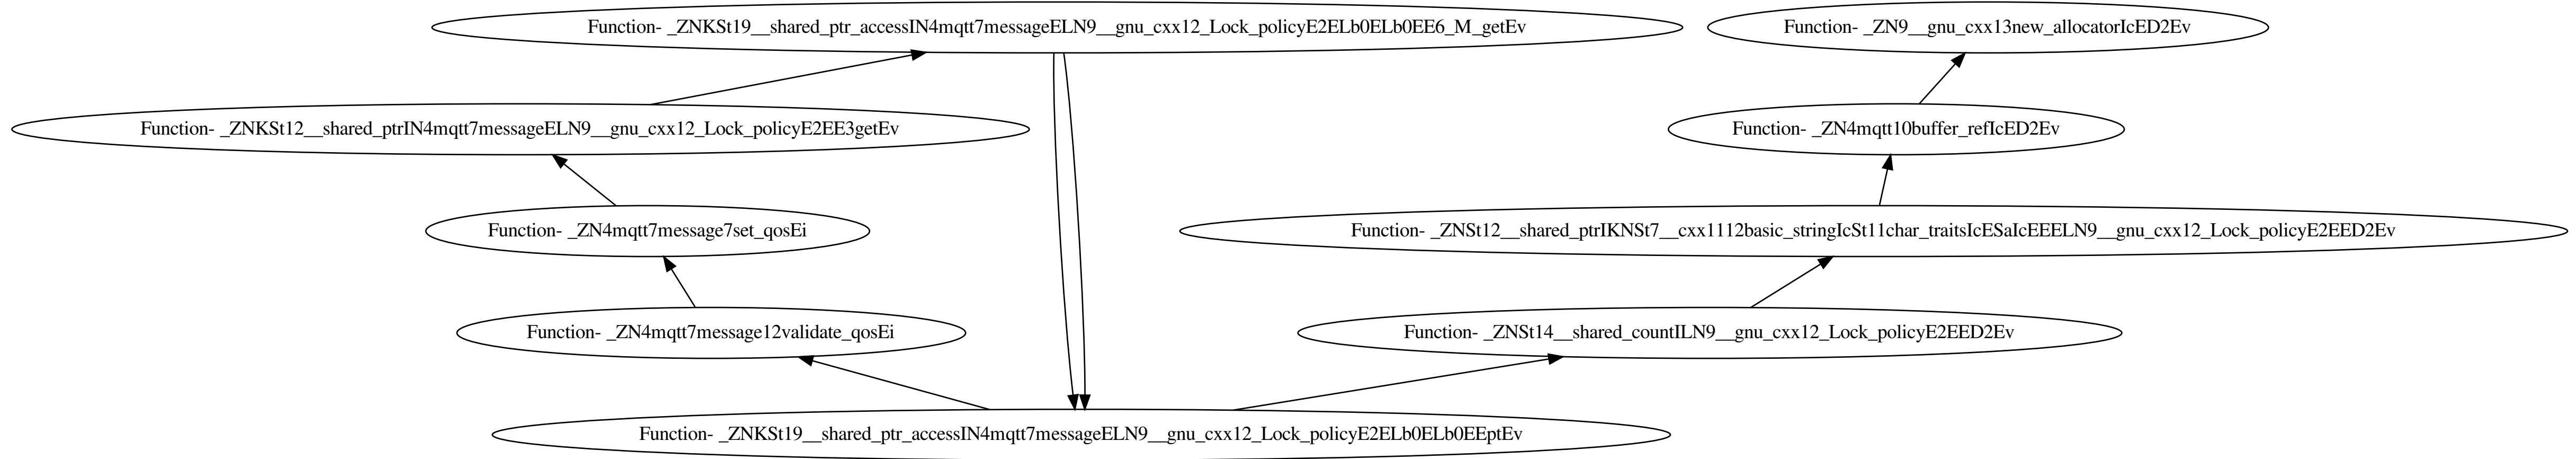 Function- _ZNKSt19__shared_ptr_accessIN4mqtt7messageELN9__gnu_cxx12_Lock_policyE2ELb0ELb0EE6_M_getEv
Function- _ZN9__gnu_cxx13new_allocatorIcED2Ev
Function- _ZNKSt12__shared_ptrIN4mqtt7messageELN9__gnu_cxx12_Lock_policyE2EE3getEv
Function- _ZN4mqtt10buffer_refIcED2Ev
Function- _ZN4mqtt7message7set_qosEi
Function- _ZNSt12__shared_ptrIKNSt7__cxx1112basic_stringIcSt11char_traitsIcESaIcEEELN9__gnu_cxx12_Lock_policyE2EED2Ev
Function- _ZN4mqtt7message12validate_qosEi
Function- _ZNSt14__shared_countILN9__gnu_cxx12_Lock_policyE2EED2Ev
Function- _ZNKSt19__shared_ptr_accessIN4mqtt7messageELN9__gnu_cxx12_Lock_policyE2ELb0ELb0EEptEv